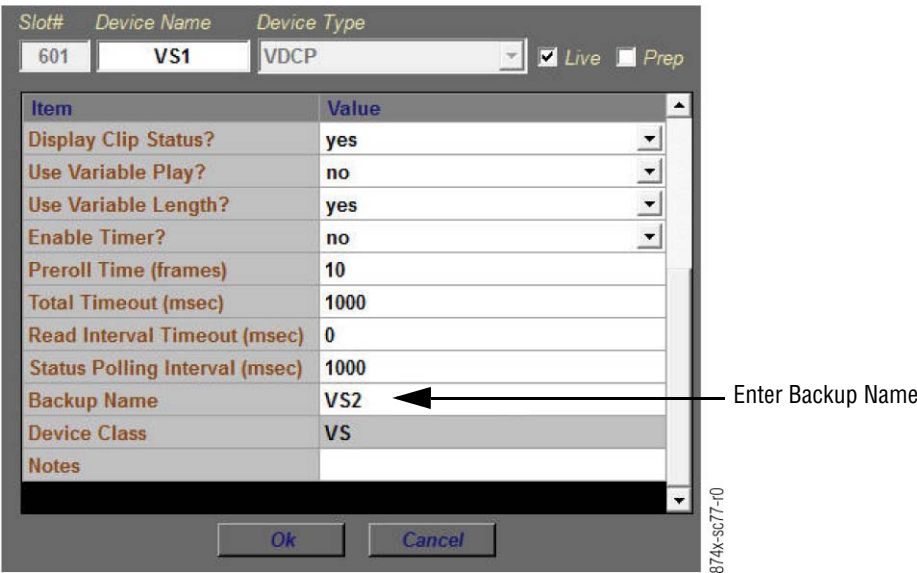 Slot# Device Name Device Type
601 VS1 VDCP Live Prep
Item Value
Display Clip Status? yes
Use Variable Play? no
Use Variable Length? yes
Enable Timer? no
Preroll Time (frames) 10
Total Timeout (msec) 1000
Read Interval Timeout (msec) 0
Status Polling Interval (msec) 1000
Backup Name VS2 Enter Backup Name
Device Class VS
Notes
Ok Cancel
874x-sc77-r0